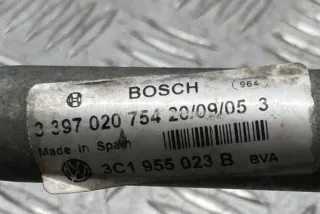 BOSCH 964
3 397 020 754 20/09/05 3
Made in Spain
3C1 955 023 B BVA